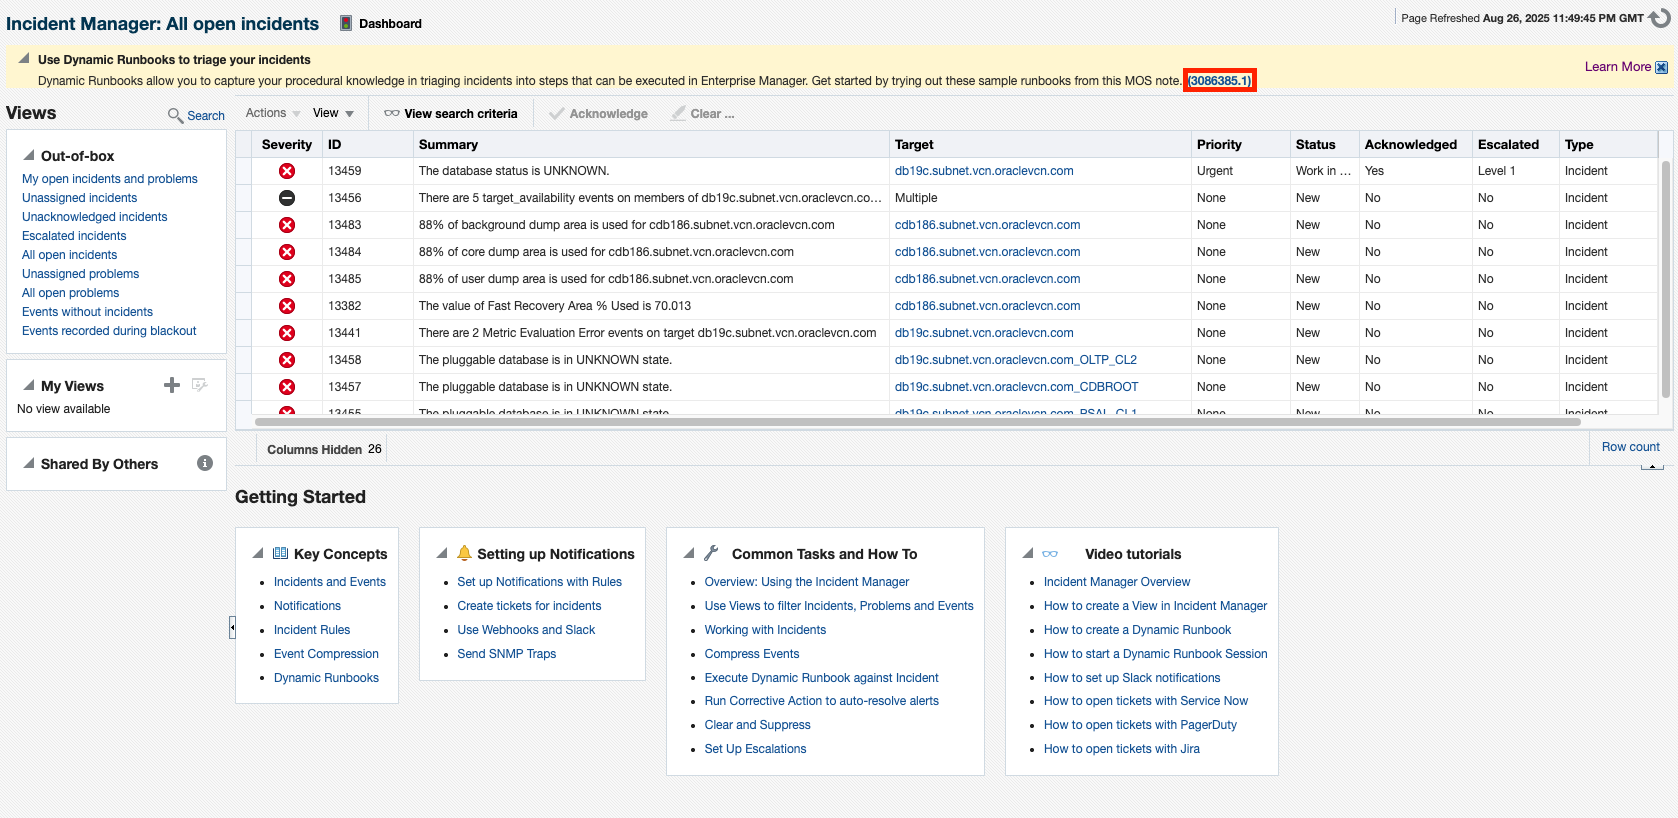 Incident Manager: All open incidents
Dashboard
Page Refreshed Aug 26, 2025 11:49:45 PM GMT
Use Dynamic Runbooks to triage your incidents
Dynamic Runbooks allow you to capture your procedural knowledge in triaging incidents into steps that can be executed in Enterprise Manager. Get started by trying out these sample runbooks from this MOS note. (3086385.1)
Learn More
Views
Search
Out-of-box
My open incidents and problems
Unassigned incidents
Unacknowledged incidents
Escalated incidents
All open incidents
Unassigned problems
All open problems
Events without incidents
Events recorded during blackout
My Views
No view available
Shared By Others
Actions View View search criteria Acknowledge Clear ...
Severity ID Summary Target Priority Status Acknowledged Escalated Type
13459 The database status is UNKNOWN. db19c.subnet.vcn.oraclevcn.com Urgent Work in ... Yes Level 1 Incident
13456 There are 5 target_availability events on members of db19c.subnet.vcn.oraclevcn.co... Multiple None New No No Incident
13483 88% of background dump area is used for cdb186.subnet.vcn.oraclevcn.com cdb186.subnet.vcn.oraclevcn.com None New No No Incident
13484 88% of core dump area is used for cdb186.subnet.vcn.oraclevcn.com cdb186.subnet.vcn.oraclevcn.com None New No No Incident
13485 88% of user dump area is used for cdb186.subnet.vcn.oraclevcn.com cdb186.subnet.vcn.oraclevcn.com None New No No Incident
13382 The value of Fast Recovery Area % Used is 70.013 cdb186.subnet.vcn.oraclevcn.com None New No No Incident
13441 There are 2 Metric Evaluation Error events on target db19c.subnet.vcn.oraclevcn.com db19c.subnet.vcn.oraclevcn.com None New No No Incident
13458 The pluggable database is in UNKNOWN state. db19c.subnet.vcn.oraclevcn.com_OLTP_CL2 None New No No Incident
13457 The pluggable database is in UNKNOWN state. db19c.subnet.vcn.oraclevcn.com_CDBROOT None New No No Incident
13455 The pluggable database is in UNKNOWN state. db19c.subnet.vcn.oraclevcn.com_PSAL_CL1 None New No No Incident
Columns Hidden 26
Row count
Getting Started
Key Concepts
Incidents and Events
Notifications
Incident Rules
Event Compression
Dynamic Runbooks
Setting up Notifications
Set up Notifications with Rules
Create tickets for incidents
Use Webhooks and Slack
Send SNMP Traps
Common Tasks and How To
Overview: Using the Incident Manager
Use Views to filter Incidents, Problems and Events
Working with Incidents
Compress Events
Execute Dynamic Runbook against Incident
Run Corrective Action to auto-resolve alerts
Clear and Suppress
Set Up Escalations
Video tutorials
Incident Manager Overview
How to create a View in Incident Manager
How to create a Dynamic Runbook
How to start a Dynamic Runbook Session
How to set up Slack notifications
How to open tickets with Service Now
How to open tickets with PagerDuty
How to open tickets with Jira